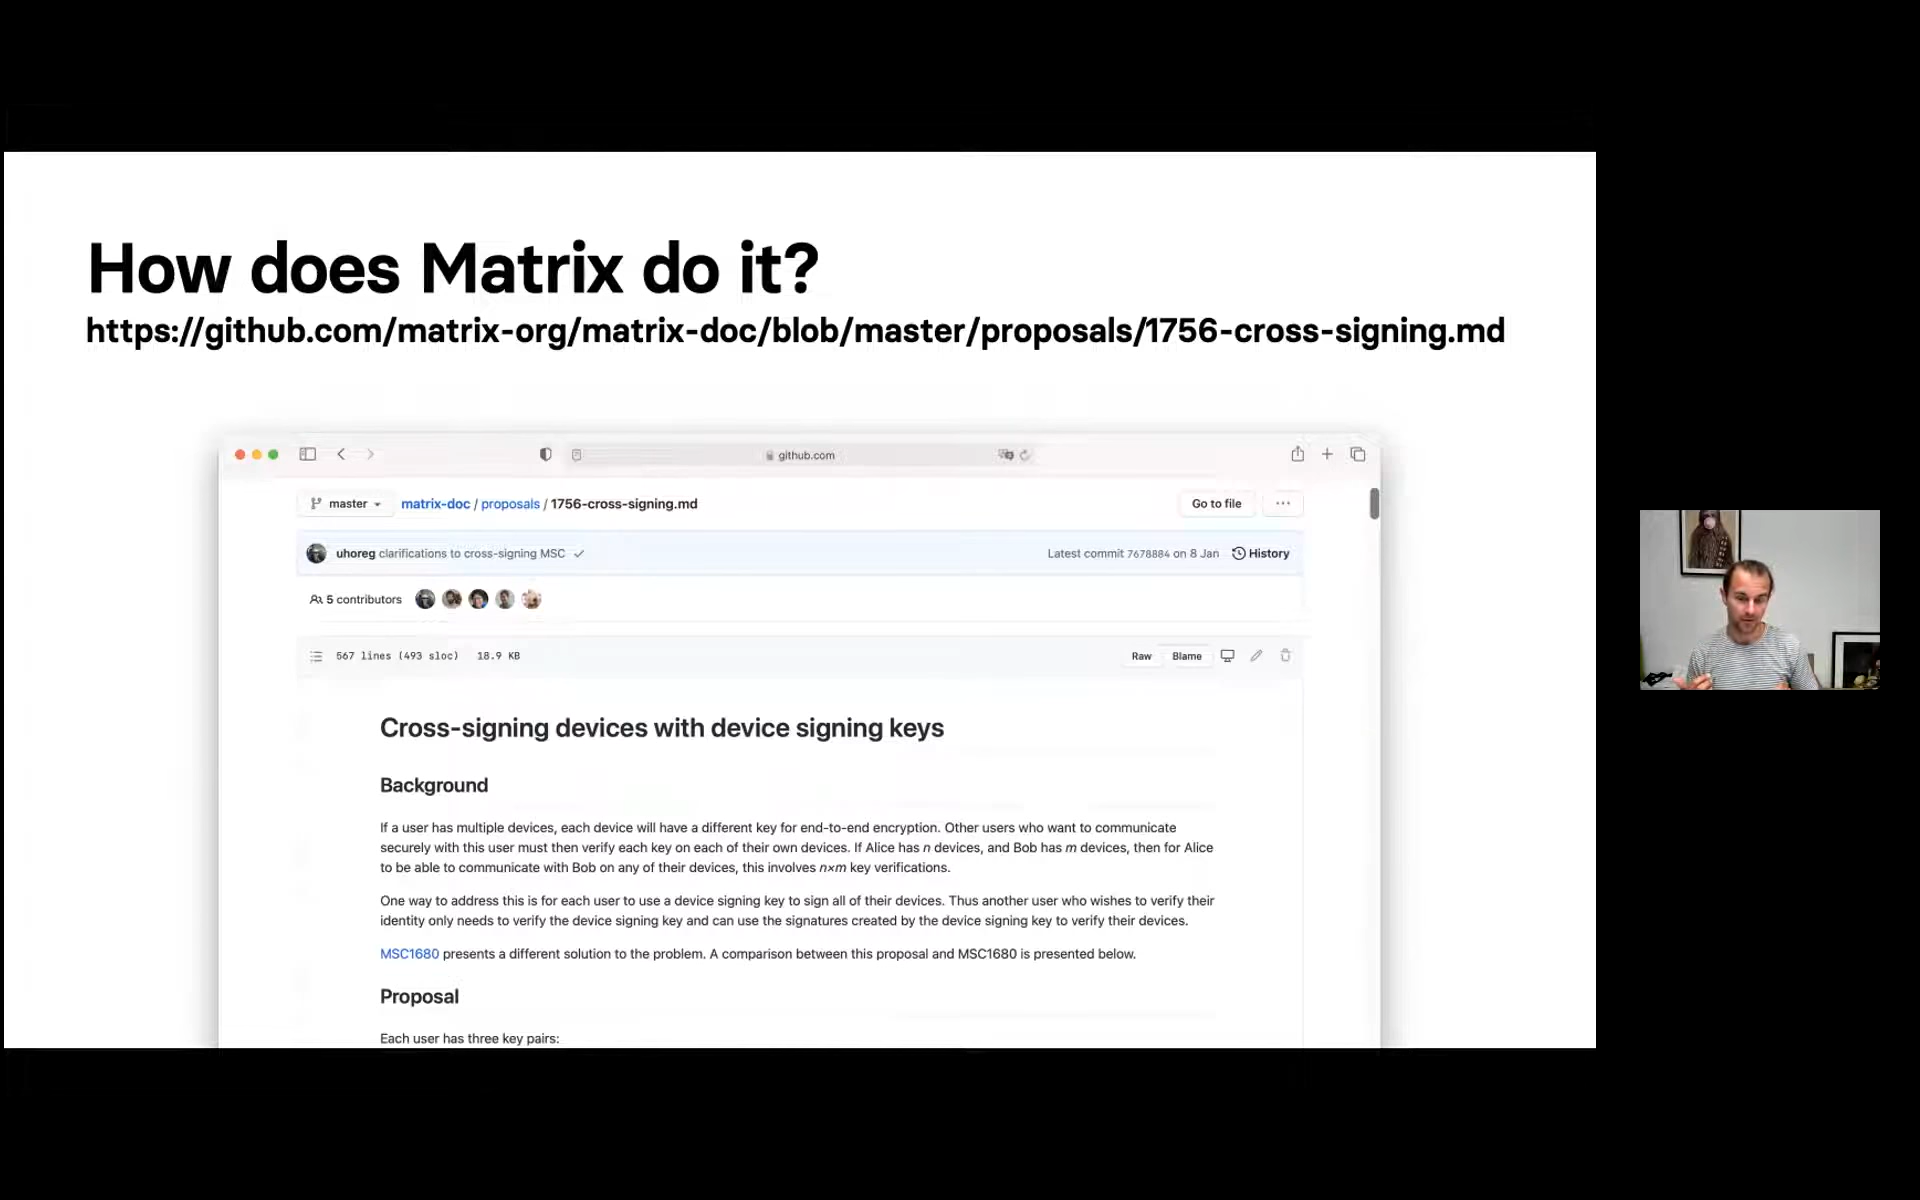 How does Matrix do it?
https://github.com/matrix-org/matrix-doc/blob/master/proposals/1756-cross-signing.md
github.com
master
matrix-doc / proposals / 1756-cross-signing.md
Go to file
uhoreg clarifications to cross-signing MSC
Latest commit 7678884 on 8 Jan
History
5 contributors
567 lines (493 sloc) 18.9 KB
Raw
Blame
Cross-signing devices with device signing keys
Background
If a user has multiple devices, each device will have a different key for end-to-end encryption. Other users who want to communicate
securely with this user must then verify each key on each of their own devices. If Alice has n devices, and Bob has m devices, then for Alice
to be able to communicate with Bob on any of their devices, this involves n×m key verifications.
One way to address this is for each user to use a device signing key to sign all of their devices. Thus another user who wishes to verify their
identity only needs to verify the device signing key and can use the signatures created by the device signing key to verify their devices.
MSC1680 presents a different solution to the problem. A comparison between this proposal and MSC1680 is presented below.
Proposal
Each user has three key pairs: